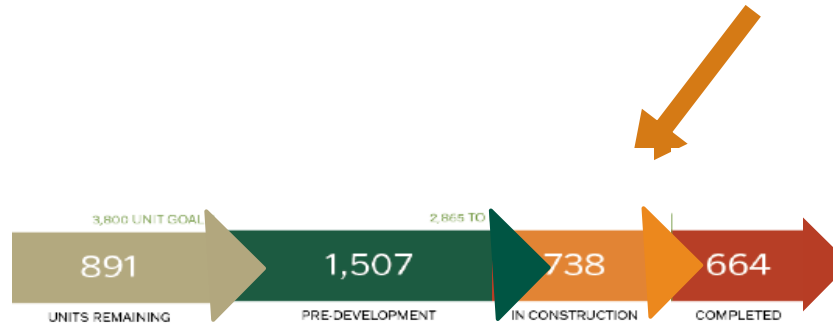 3,800 UNIT GOAL 2,865 TO
891 1,507 738 664
UNITS REMAINING PRE-DEVELOPMENT IN CONSTRUCTION COMPLETED